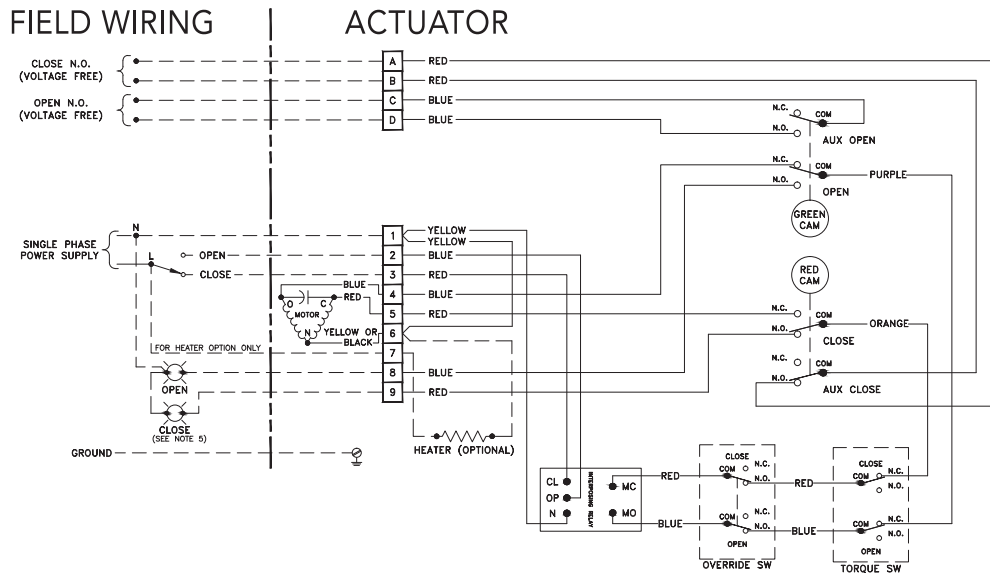 FIELD WIRING
ACTUATOR
CLOSE N.O.
(VOLTAGE FREE)
OPEN N.O.
(VOLTAGE FREE)
A
RED
B
RED
C
BLUE
D
BLUE
N.C.
COM
N.O.
AUX OPEN
N.C.
COM
N.O.
OPEN
PURPLE
GREEN
CAM
SINGLE PHASE
POWER SUPPLY
N
L
OPEN
CLOSE
1
YELLOW
YELLOW
2
BLUE
3
RED
BLUE
4
BLUE
RED
5
RED
O
C
MOTOR
N
YELLOW OR
BLACK
6
FOR HEATER OPTION ONLY
7
8
BLUE
9
RED
OPEN
CLOSE
(SEE NOTE 5)
GROUND
HEATER (OPTIONAL)
RED
CAM
N.C.
COM
N.O.
CLOSE
ORANGE
N.C.
COM
N.O.
AUX CLOSE
CL
OP
N
INTERPOSING RELAY
MC
MO
RED
BLUE
CLOSE
COM
N.C.
N.O.
COM
N.C.
N.O.
OPEN
OVERRIDE SW
RED
BLUE
CLOSE
COM
N.C.
N.O.
COM
N.C.
N.O.
OPEN
TORQUE SW